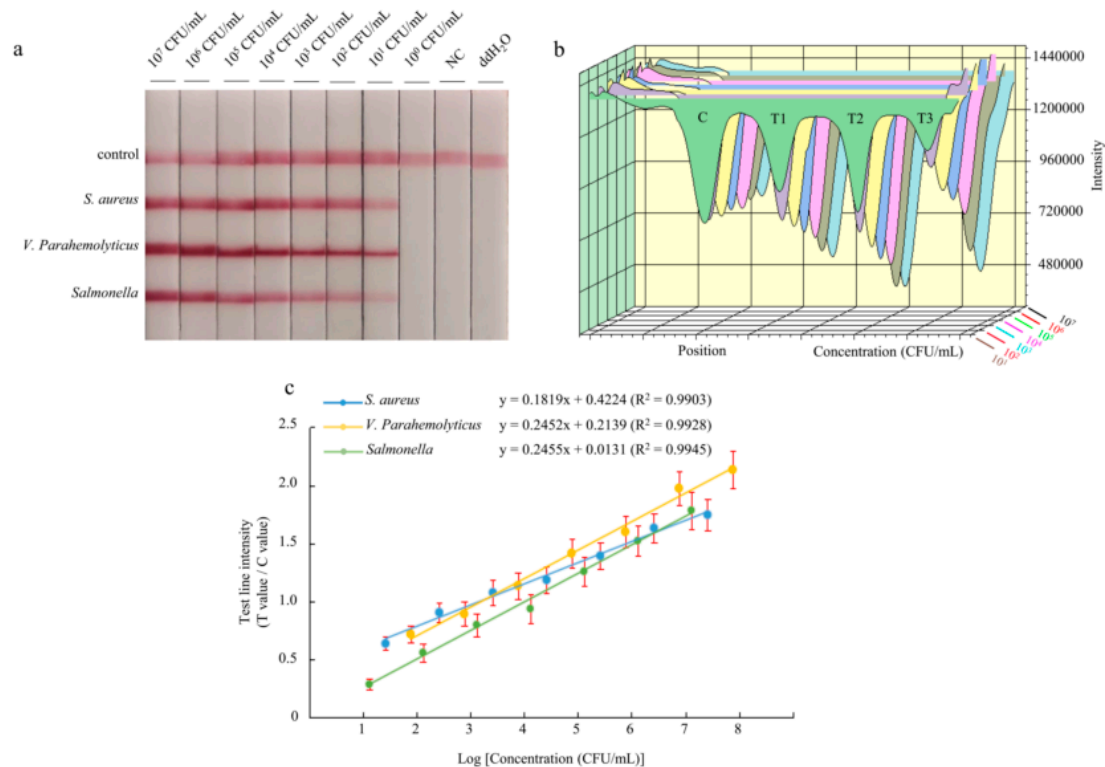 a
10⁷ CFU/mL
10⁶ CFU/mL
10⁵ CFU/mL
10⁴ CFU/mL
10³ CFU/mL
10² CFU/mL
10¹ CFU/mL
10⁰ CFU/mL
NC
ddH₂O
control
S. aureus
V. Parahemolyticus
Salmonella
b
C
T1
T2
T3
1440000
1200000
960000
720000
480000
Intensity
Position
Concentration (CFU/mL)
10⁷
10⁶
c
S. aureus y = 0.1819x + 0.4224 (R² = 0.9903)
V. Parahemolyticus y = 0.2452x + 0.2139 (R² = 0.9928)
Salmonella y = 0.2455x + 0.0131 (R² = 0.9945)
2.5
2.0
1.5
1.0
0.5
0
Test line intensity
(T value / C value)
1 2 3 4 5 6 7 8
Log [Concentration (CFU/mL)]